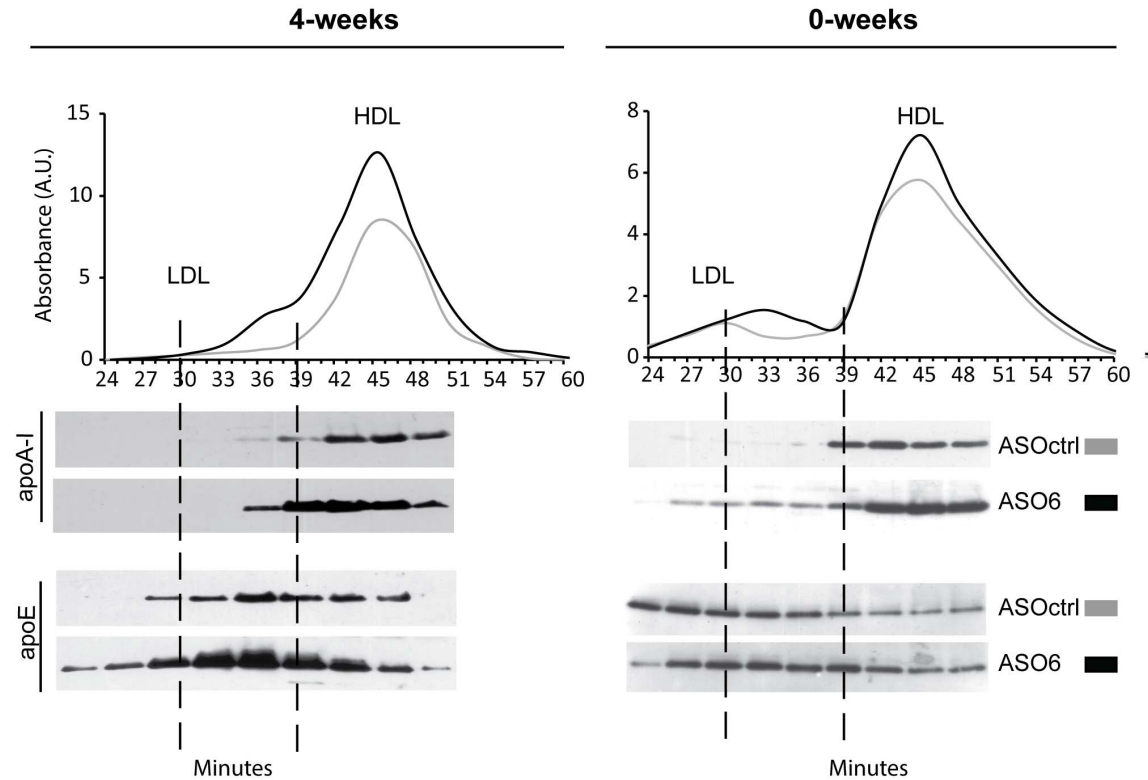 4-weeks
0-weeks
15
10
5
0
Absorbance (A.U.)
HDL
LDL
24 27 30 33 36 39 42 45 48 51 54 57 60
8
6
4
2
0
HDL
LDL
24 27 30 33 36 39 42 45 48 51 54 57 60
apoA-I
ASOctrl
ASO6
apoE
ASOctrl
ASO6
Minutes
Minutes